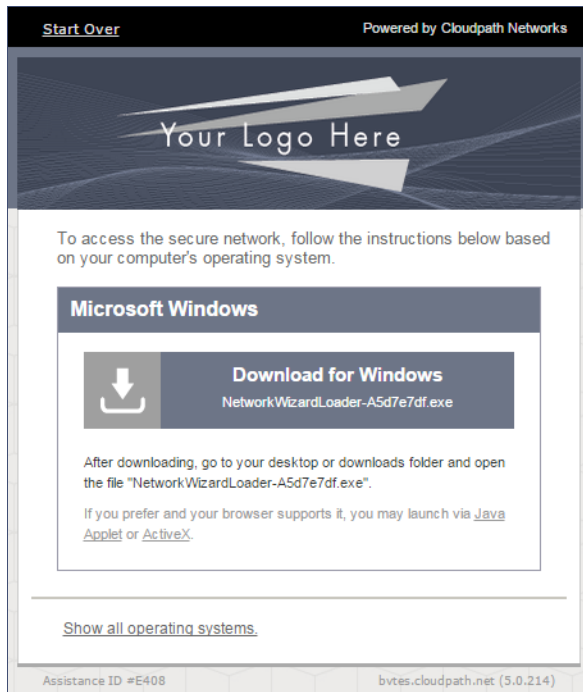 Start Over
Powered by Cloudpath Networks
Your Logo Here
To access the secure network, follow the instructions below based
on your computer's operating system.
Microsoft Windows
Download for Windows
NetworkWizardLoader-A5d7e7df.exe
After downloading, go to your desktop or downloads folder and open
the file "NetworkWizardLoader-A5d7e7df.exe".
If you prefer and your browser supports it, you may launch via Java
Applet or ActiveX.
Show all operating systems.
Assistance ID #E408
bvtes.cloudpath.net (5.0.214)